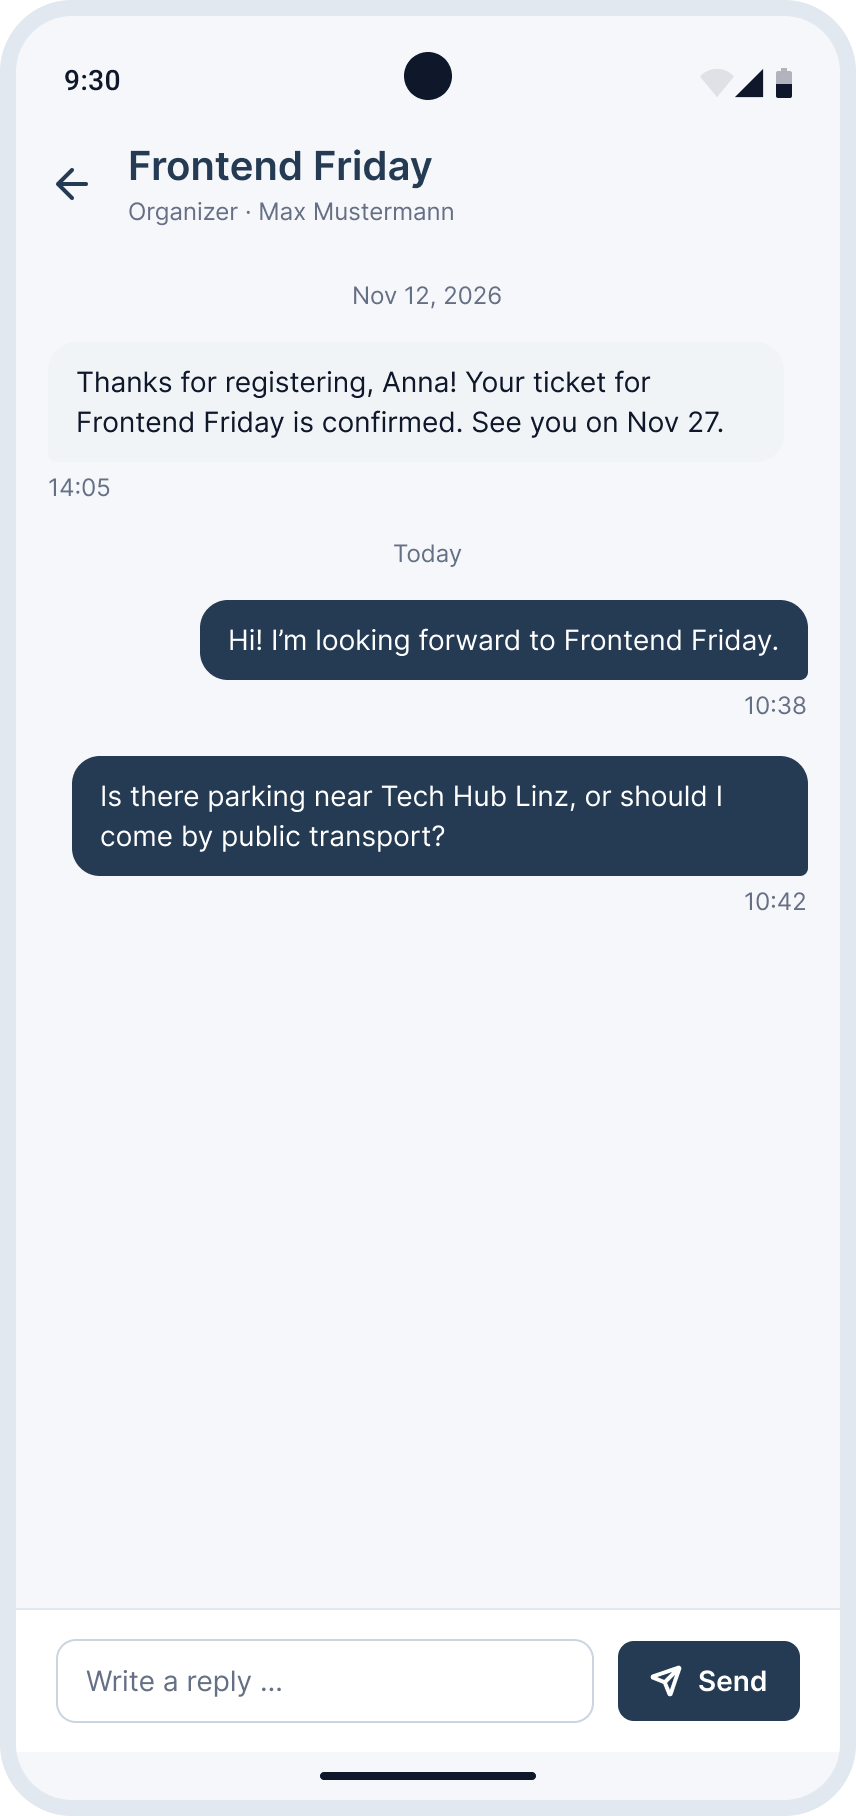 9:30
Frontend Friday
Organizer · Max Mustermann
Nov 12, 2026
Thanks for registering, Anna! Your ticket for
Frontend Friday is confirmed. See you on Nov 27.
14:05
Today
Hi! I’m looking forward to Frontend Friday.
10:38
Is there parking near Tech Hub Linz, or should I
come by public transport?
10:42
Write a reply ...
Send